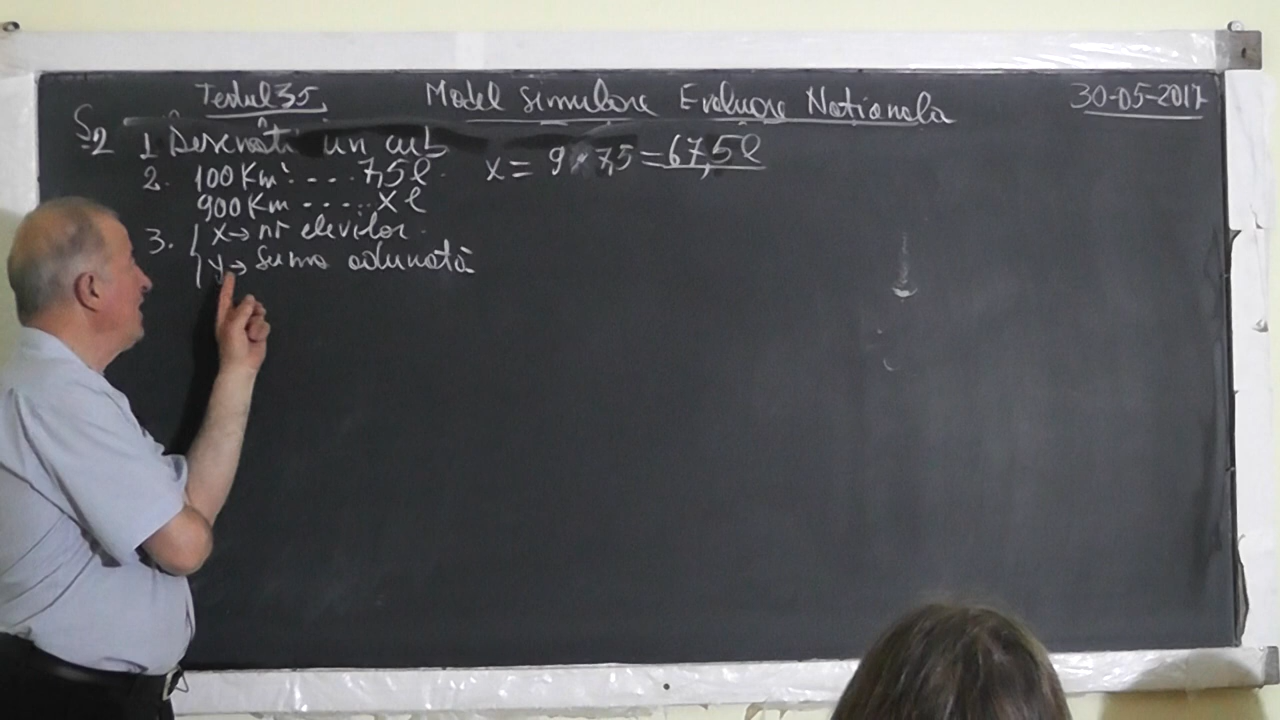 Testul 35 Model Simulare Evaluare Nationala 30-05-2017
S2 1 Desenati un cub
2. 100 Km .... 7,5 l x = 9 · 7,5 = 67,5 l
900 Km ..... x l
3. { x → nr elevilor
y → suma adunată